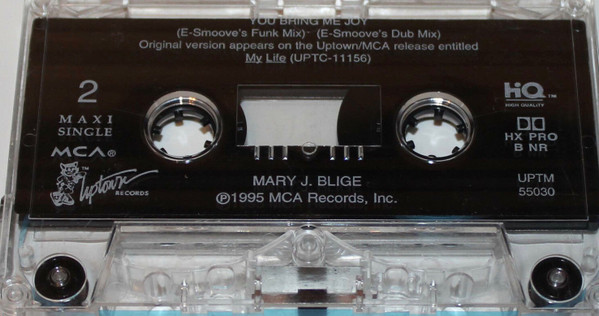 YOU BRING ME JOY
(E-Smoove's Funk Mix)- (E-Smoove's Dub Mix)
Original version appears on the Uptown/MCA release entitled
My Life (UPTC-11156)
2
MAXI
SINGLE
MCA®
Uptown™
RECORDS
HiQ™
HIGH QUALITY
HX PRO
B NR
UPTM
55030
MARY J. BLIGE
℗1995 MCA Records, Inc.